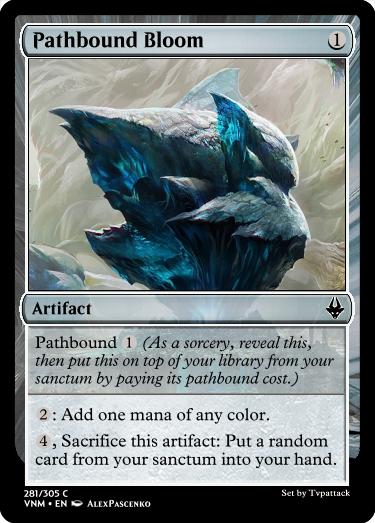 Pathbound Bloom 1
Artifact
Pathbound 1 (As a sorcery, reveal this,
then put this on top of your library from your
sanctum by paying its pathbound cost.)
2: Add one mana of any color.
4, Sacrifice this artifact: Put a random
card from your sanctum into your hand.
281/305 C
VNM • EN AlexPascenko Set by Tvpattack